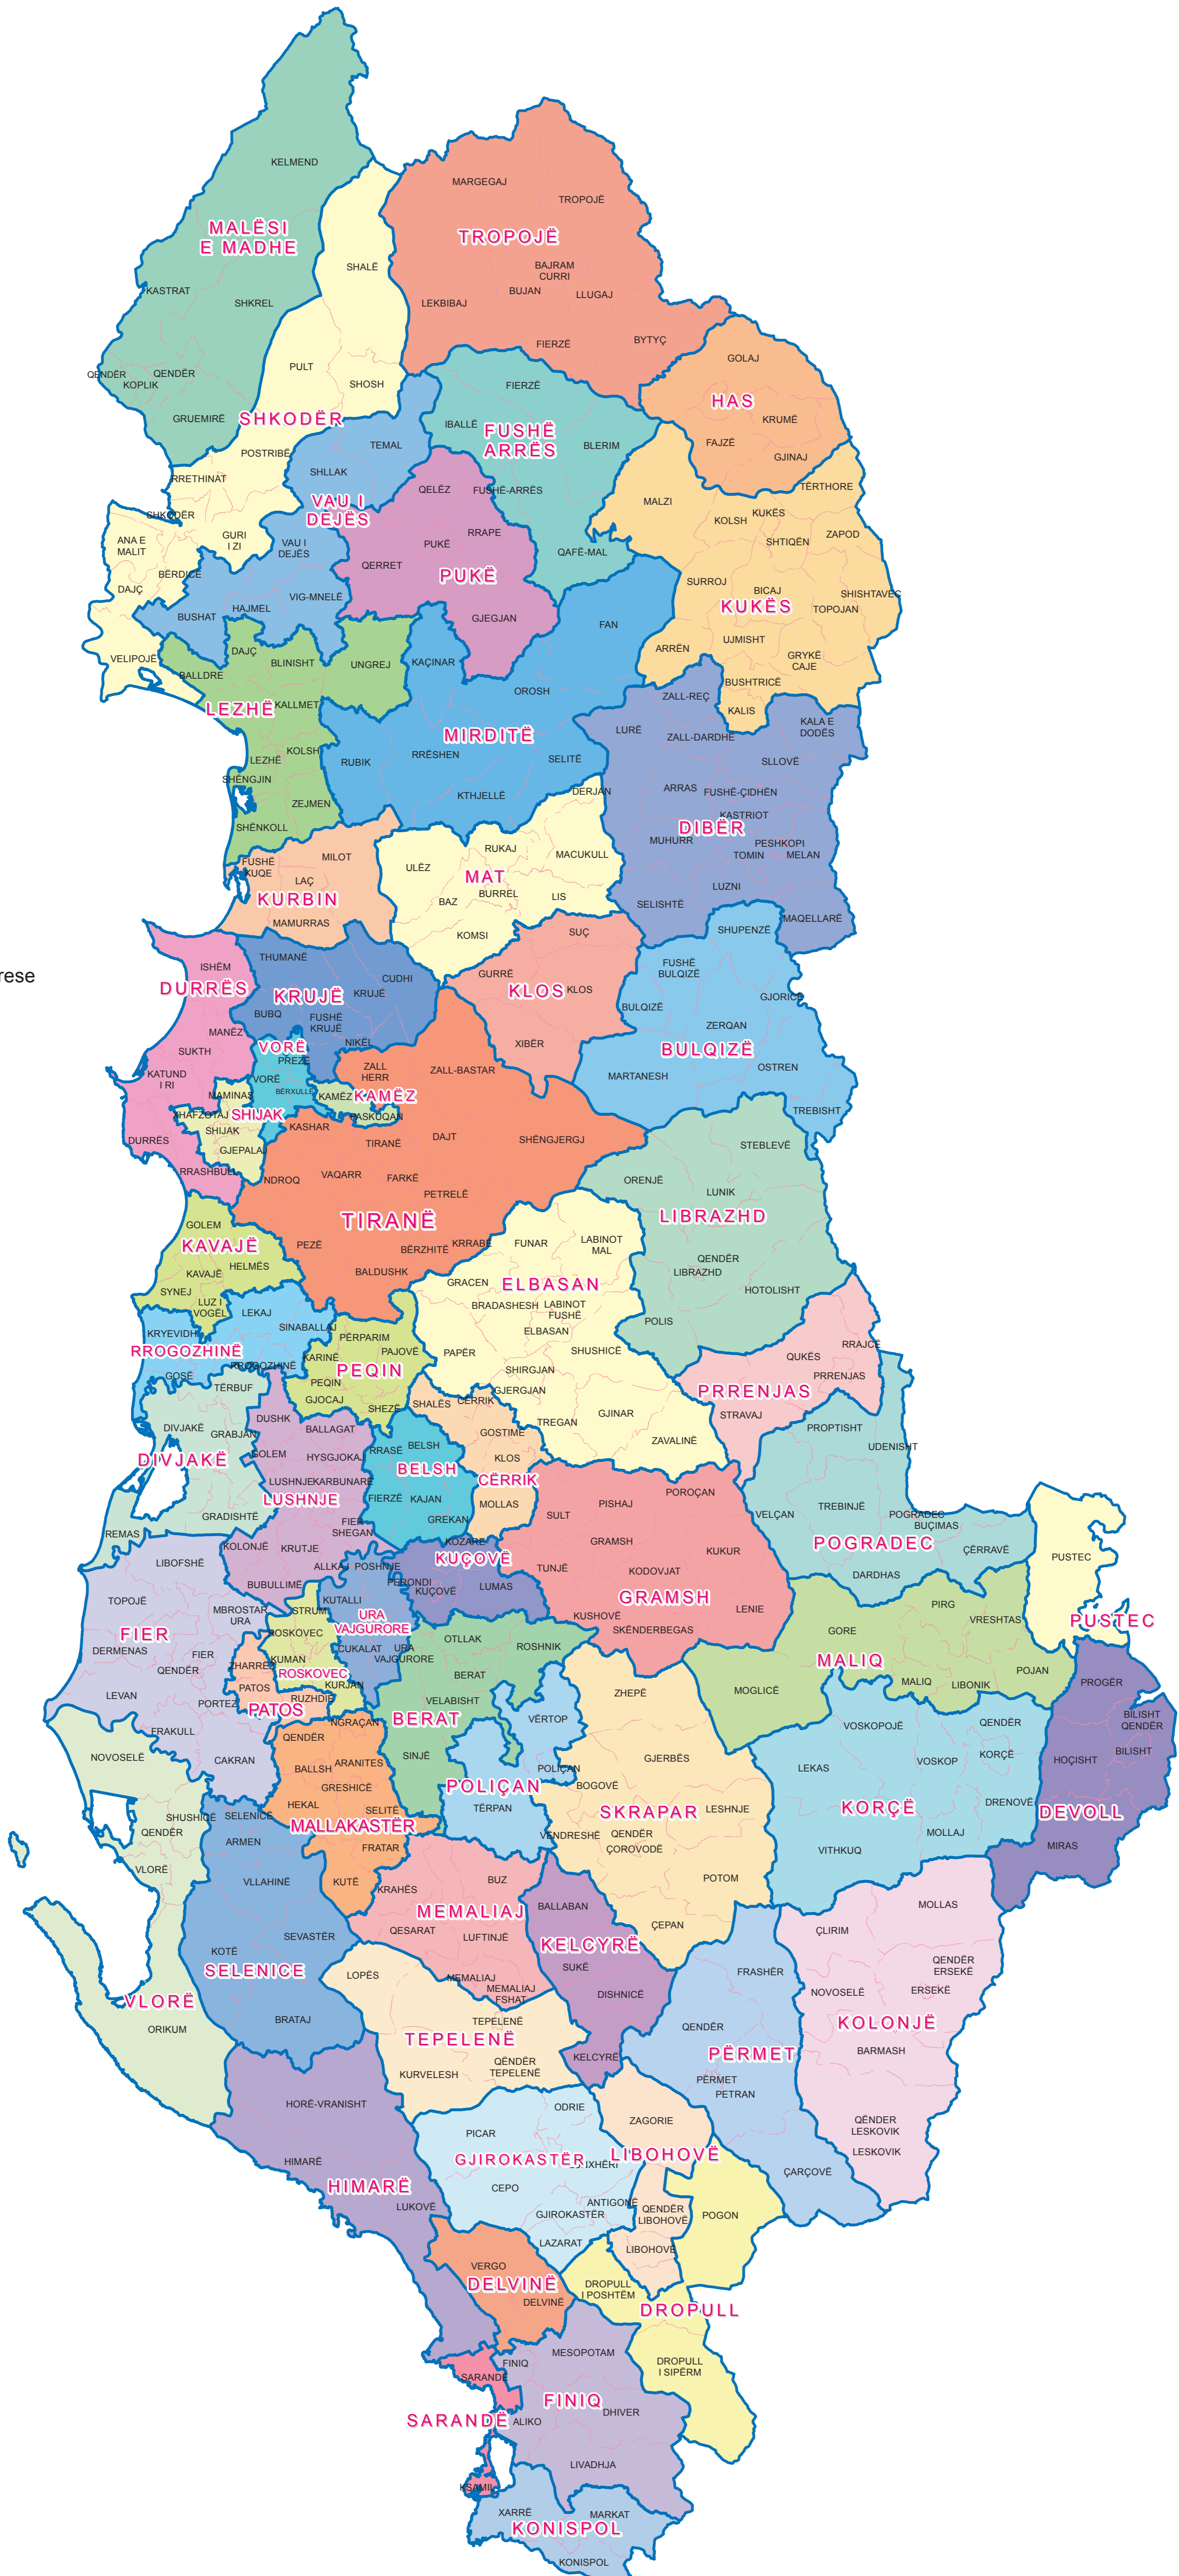 KELMEND
MARGEGAJ
TROPOJË
MALËSI
E MADHE
TROPOJË
SHALË
BAJRAM
CURRI
KASTRAT
BUJAN
LLUGAJ
SHKREL
LEKBIBAJ
FIERZË
BYTYÇ
GOLAJ
PULT
QENDËR
QENDËR
KOPLIK
SHOSH
FIERZË
HAS
GRUEMIRË
SHKODËR
KRUMË
IBALLË
FUSHË
ARRËS
FAJZË
POSTRIBË
TEMAL
BLERIM
GJINAJ
RRETHINAT
SHLLAK
TËRTHORE
QELËZ
FUSHË-ARRËS
VAU I
DEJËS
MALZI
SHKODËR
KUKËS
KOLSH
ZAPOD
ANA E
MALIT
GURI
I ZI
VAU I
DEJËS
PUKË
RRAPE
SHTIQËN
QAFË-MAL
BËRDICË
QERRET
PUKË
DAJÇ
SURROJ
BICAJ
SHISHTAVEC
VIG-MNELË
KUKËS
TOPOJAN
HAJMEL
BUSHAT
GJEGJAN
FAN
UJMISHT
DAJÇ
ARRËN
VELIPOJË
BLINISHT
UNGREJ
KAÇINAR
GRYKË
CAJE
BALLDRE
BUSHTRICË
OROSH
ZALL-REÇ
KALLMET
LEZHË
KALIS
KALA E
DODËS
LURË
ZALL-DARDHË
MIRDITË
KOLSH
LEZHË
RUBIK
RRËSHEN
SELITË
SLLOVË
SHËNGJIN
ARRAS
FUSHË-ÇIDHËN
KTHJELLË
DERJAN
ZEJMEN
KASTRIOT
SHËNKOLL
DIBËR
MUHURR
PESHKOPI
RUKAJ
MACUKULL
TOMIN
MELAN
FUSHË
KUQE
MILOT
ULËZ
MAT
LAÇ
BURREL
LUZNI
KURBIN
BAZ
LIS
SELISHTË
MAMURRAS
MAQELLARË
KOMSI
SUÇ
SHUPENZË
THUMANË
FUSHË
BULQIZË
ISHËM
CUDHI
GURRË
DURRËS
KRUJË
KRUJË
KLOS
KLOS
GJORICË
BULQIZË
BUBQ
FUSHË
KRUJË
ZERQAN
MANËZ
NIKËL
XIBËR
VORË
BULQIZË
SUKTH
PREZË
ZALL
HERR
ZALL-BASTAR
OSTREN
KATUND
I RI
VORË
MARTANESH
BËRXULLË
MAMINAS
KAMËZ
KAMËZ
TREBISHT
XHAFZOTAJ
SHIJAK
PASKUQAN
SHIJAK
KASHAR
DURRËS
TIRANË
DAJT
SHËNGJERGJ
STEBLEVË
GJEPALAJ
RRASHBULL
NDROQ
VAQARR
FARKË
ORENJË
LUNIK
PETRELË
TIRANË
LIBRAZHD
GOLEM
KAVAJË
PEZË
BËRZHITË
KRRABË
FUNAR
LABINOT
MAL
HELMËS
KAVAJË
BALDUSHK
QENDËR
LIBRAZHD
GRACEN
ELBASAN
HOTOLISHT
SYNEJ
LUZ I
VOGËL
BRADASHESH
LABINOT
FUSHË
LEKAJ
POLIS
KRYEVIDH
SINABALLAJ
ELBASAN
PËRPARIM
RRAJCË
RROGOZHINË
PAJOVË
PAPËR
SHUSHICË
KARINË
QUKËS
RROGOZHINË
PEQIN
SHIRGJAN
GOSË
PEQIN
PRRENJAS
TËRBUF
GJERGJAN
PRRENJAS
GJOCAJ
SHALËS
CËRRIK
SHEZË
GJINAR
STRAVAJ
DUSHK
TREGAN
DIVJAKË
BALLAGAT
PROPTISHT
GRABJAN
GOSTIME
ZAVALINË
UDENISHT
BELSH
DIVJAKË
GOLEM
HYSGJOKAJ
RRASË
KLOS
BELSH
CËRRIK
LUSHNJE
KARBUNARË
POROÇAN
LUSHNJE
FIERZË
KAJAN
MOLLAS
PISHAJ
TREBINJË
GRADISHTË
SULT
VELÇAN
POGRADEC
FIER
SHEGAN
GREKAN
BUÇIMAS
REMAS
GRAMSH
POGRADEC
KOLONJË
KRUTJE
KOZARE
KUKUR
ÇËRRAVË
PUSTEC
KUÇOVË
LIBOFSHË
ALLKAJ
POSHNJE
TUNJË
KODOVJAT
DARDHAS
BUBULLIMË
PERONDI
KUÇOVË
LUMAS
GRAMSH
TOPOJË
KUTALLI
MBROSTAR
URA
STRUM
URA
VAJGURORE
KUSHOVË
LENIE
PIRG
VRESHTAS
PUSTEC
FIER
ROSKOVEC
SKËNDERBEGAS
GORE
OTLLAK
DERMENAS
FIER
CUKALAT
URA
VAJGURORE
ROSHNIK
KUMAN
MALIQ
ZHARRËS
QENDËR
ROSKOVEC
BERAT
POJAN
PATOS
KURJAN
MALIQ
LIBONIK
PROGËR
LEVAN
RUZHDIE
VELABISHT
ZHEPË
MOGLICË
PORTEZ
PATOS
BERAT
VËRTOP
NGRAÇAN
VOSKOPOJË
QENDËR
BILISHT
QENDËR
FRAKULL
QENDËR
NOVOSELË
SINJË
GJERBËS
KORÇË
BILISHT
CAKRAN
ARANITES
VOSKOP
HOÇISHT
BALLSH
POLIÇAN
LEKAS
GRESHICË
POLIÇAN
BOGOVË
HEKAL
TËRPAN
DRENOVË
SHUSHICË
SELENICË
SELITË
SKRAPAR
LESHNJE
KORÇË
DEVOLL
MALLAKASTËR
QENDËR
VENDRESHË
QENDËR
MOLLAJ
ARMEN
FRATAR
ÇOROVODË
VITHKUQ
MIRAS
VLORË
VLLAHINË
KUTË
BUZ
POTOM
KRAHËS
BALLABAN
MOLLAS
MEMALIAJ
ÇEPAN
QESARAT
ÇLIRIM
SEVASTËR
LUFTINJË
KELCYRË
KOTË
SUKË
QENDËR
ERSEKË
SELENICE
LOPËS
MEMALIAJ
FRASHËR
MEMALIAJ
FSHAT
DISHNICË
NOVOSELË
ERSEKË
VLORË
BRATAJ
TEPELENË
KOLONJË
ORIKUM
QENDËR
TEPELENË
KELCYRË
PËRMET
BARMASH
QËNDËR
TEPELENË
KURVELESH
PËRMET
PETRAN
HORË-VRANISHT
ODRIE
ZAGORIE
QËNDER
LESKOVIK
PICAR
LIBOHOVË
LESKOVIK
HIMARË
GJIROKASTËR
ÇARÇOVË
HIMARË
CEPO
LUKOVË
ANTIGONË
QENDËR
LIBOHOVË
GJIROKASTËR
POGON
LAZARAT
LIBOHOVË
VERGO
DELVINË
DROPULL
I POSHTËM
DELVINË
DROPULL
MESOPOTAM
FINIQ
DROPULL
I SIPËRM
SARANDË
FINIQ
SARANDË
ALIKO
DHIVER
LIVADHJA
KSAMIL
XARRË
MARKAT
KONISPOL
KONISPOL
rese